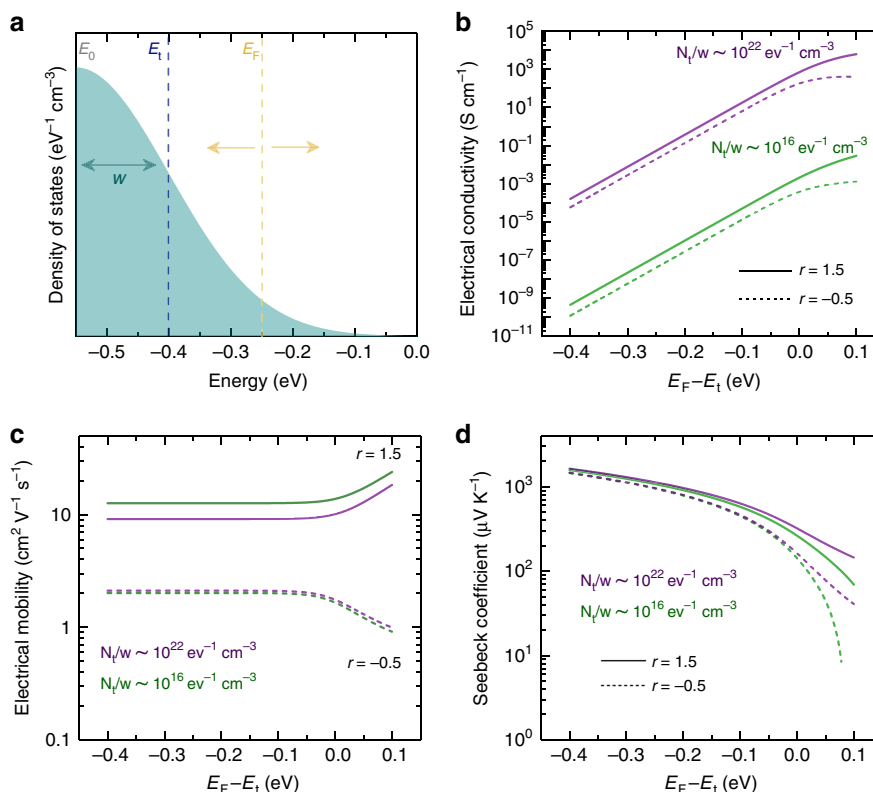 a
E₀
Eₜ
E_F
w
Density of states (eV⁻¹ cm⁻³)
−0.5 −0.4 −0.3 −0.2 −0.1 0.0
Energy (eV)
b
Electrical conductivity (S cm⁻¹)
10⁵
10³
10¹
10⁻¹
10⁻³
10⁻⁵
10⁻⁷
10⁻⁹
10⁻¹¹
Nₜ/w ~ 10²² ev⁻¹ cm⁻³
Nₜ/w ~ 10¹⁶ ev⁻¹ cm⁻³
r = 1.5
r = −0.5
−0.4 −0.3 −0.2 −0.1 0.0 0.1
E_F−Eₜ (eV)
c
Electrical mobility (cm² V⁻¹ s⁻¹)
10
1
0.1
r = 1.5
Nₜ/w ~ 10²² ev⁻¹ cm⁻³
Nₜ/w ~ 10¹⁶ ev⁻¹ cm⁻³
r = −0.5
−0.4 −0.3 −0.2 −0.1 0.0 0.1
E_F−Eₜ (eV)
d
Seebeck coefficient (μV K⁻¹)
10³
10²
10¹
10⁰
Nₜ/w ~ 10²² ev⁻¹ cm⁻³
Nₜ/w ~ 10¹⁶ ev⁻¹ cm⁻³
r = 1.5
r = −0.5
−0.4 −0.3 −0.2 −0.1 0.0 0.1
E_F−Eₜ (eV)